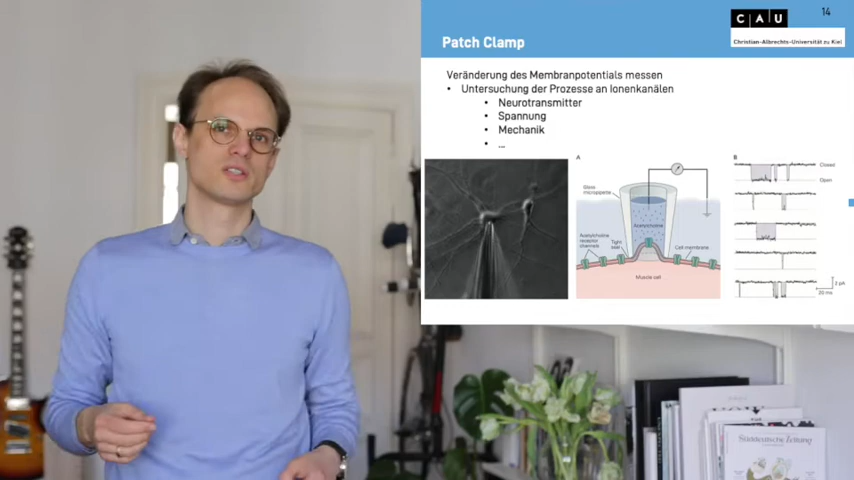 14
CAU
Christian-Albrechts-Universität zu Kiel
Patch Clamp
Veränderung des Membranpotentials messen
• Untersuchung der Prozesse an Ionenkanälen
• Neurotransmitter
• Spannung
• Mechanik
• ...
A
Glass
micropipette
Acetylcholine
Acetylcholine
receptor
channels
Tight
seal
Cell membrane
Muscle cell
B
Closed
Open
2 pA
20 ms
Süddeutsche Zeitung